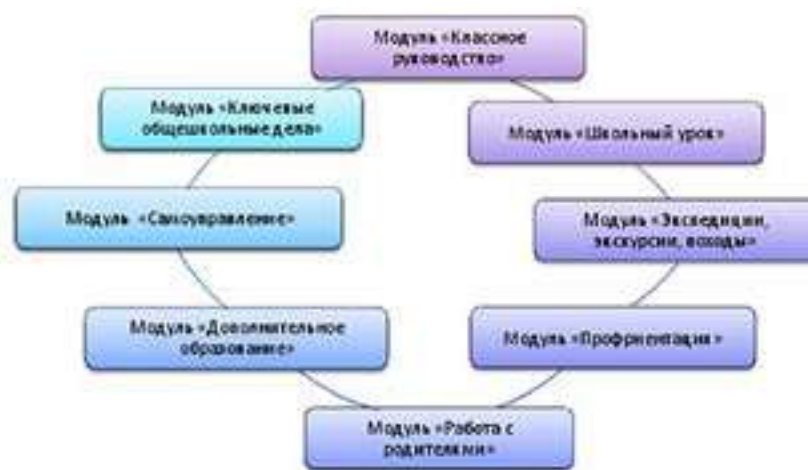 Модуль «Классное
руководство»
Модуль «Школьный урок»
Модуль «Экспедиции,
экскурсии, походы»
Модуль «Профриентация»
Модуль «Работа с
родителями»
Модуль «Дополнительное
образование»
Модуль «Самоуправление»
Модуль «Ключевые
общешкольные дела»